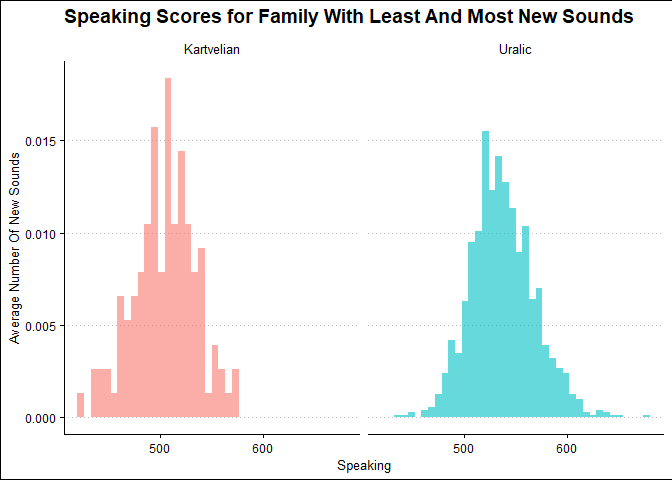 Speaking Scores for Family With Least And Most New Sounds
Kartvelian
Uralic
Average Number Of New Sounds
0.015
0.010
0.005
0.000
500
600
500
600
Speaking